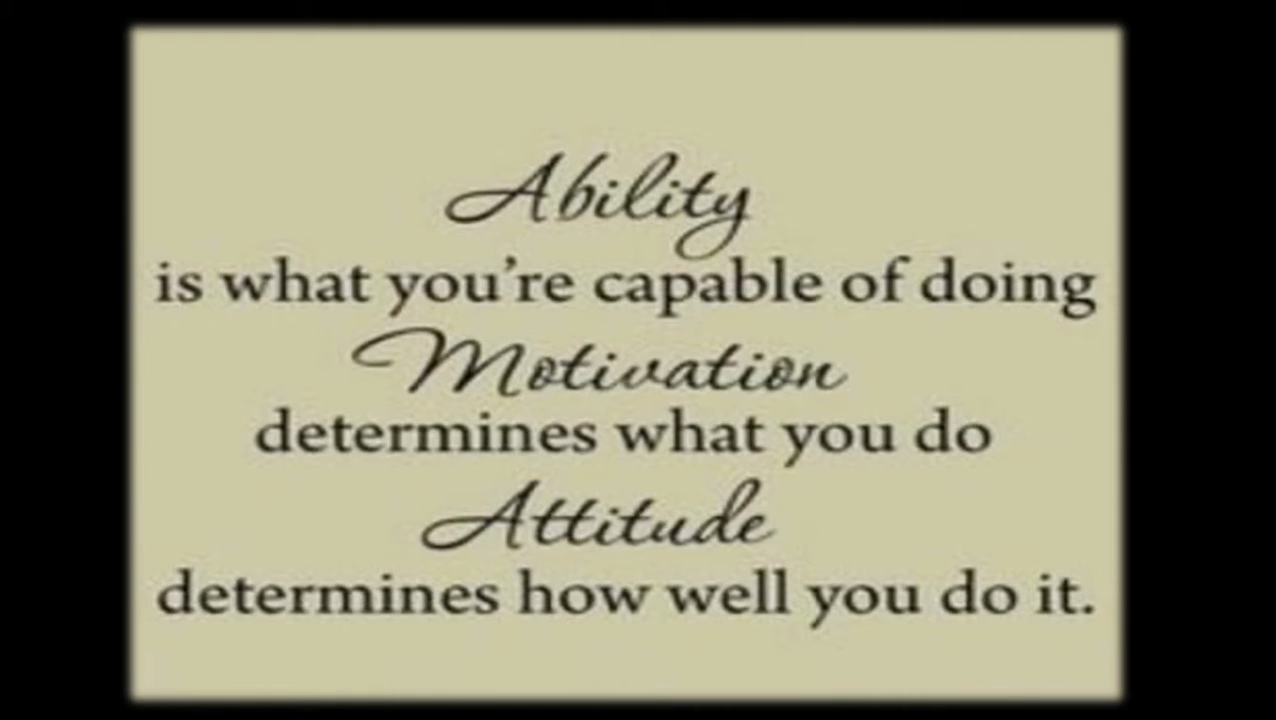 Ability
is what you're capable of doing
Motivation
determines what you do
Attitude
determines how well you do it.